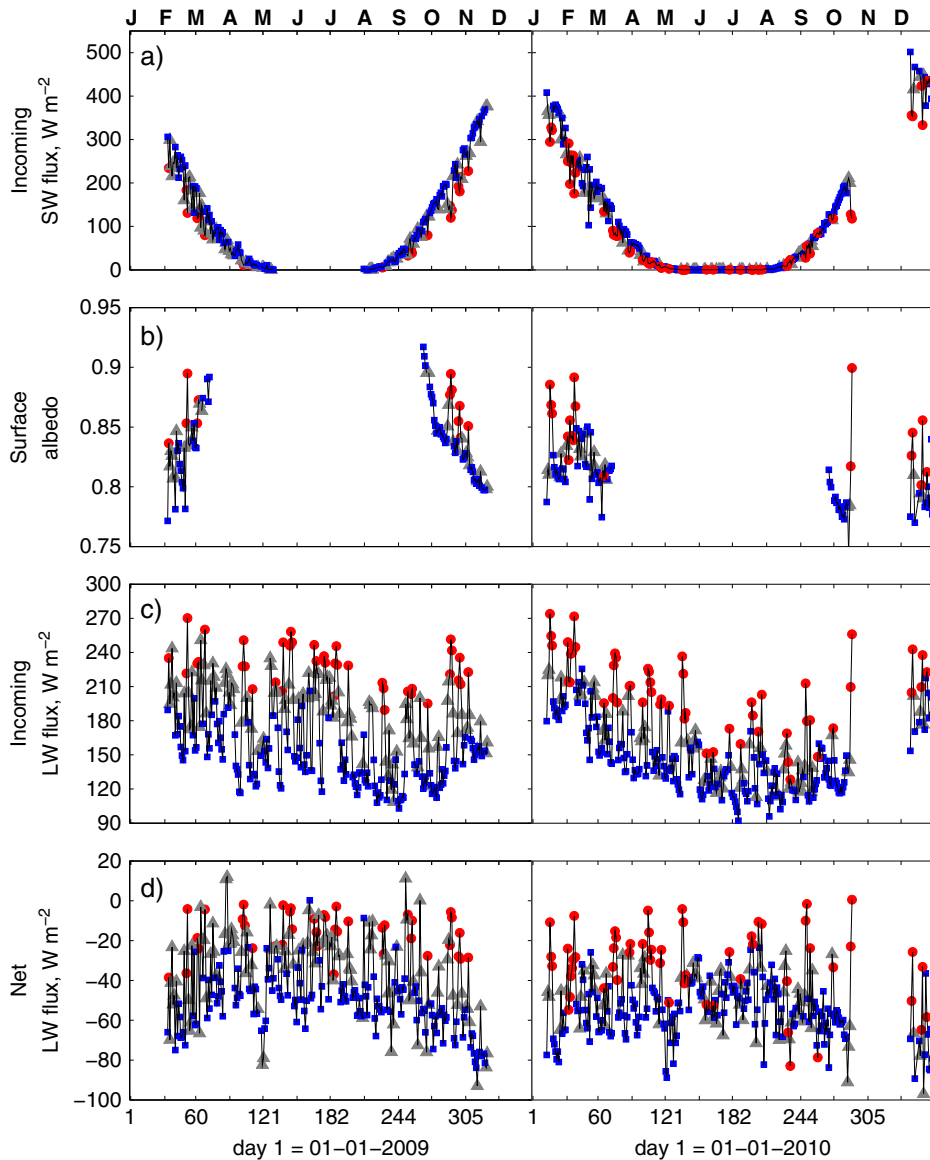 J F M A J J A S O N D J F M A J J A S O N D
a)
Incoming
SW flux, W m−2
500
400
300
200
100
0
b)
Surface
albedo
0.95
0.9
0.85
0.8
0.75
c)
Incoming
LW flux, W m−2
300
270
240
210
180
150
120
90
d)
Net
LW flux, W m−2
20
0
−20
−40
−60
−80
−100
1 60 121 182 244 305 1 60 121 182 244 305
day 1 = 01−01−2009 day 1 = 01−01−2010